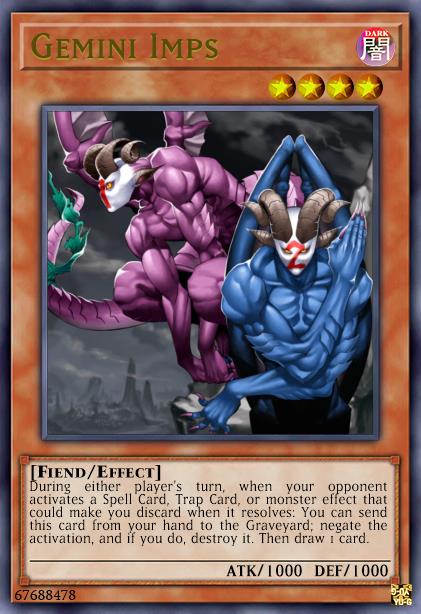 Gemini Imps
DARK
闇
[Fiend/Effect]
During either player's turn, when your opponent
activates a Spell Card, Trap Card, or monster effect that
could make you discard when it resolves: You can send
this card from your hand to the Graveyard; negate the
activation, and if you do, destroy it. Then draw 1 card.
ATK/1000 DEF/1000
67688478